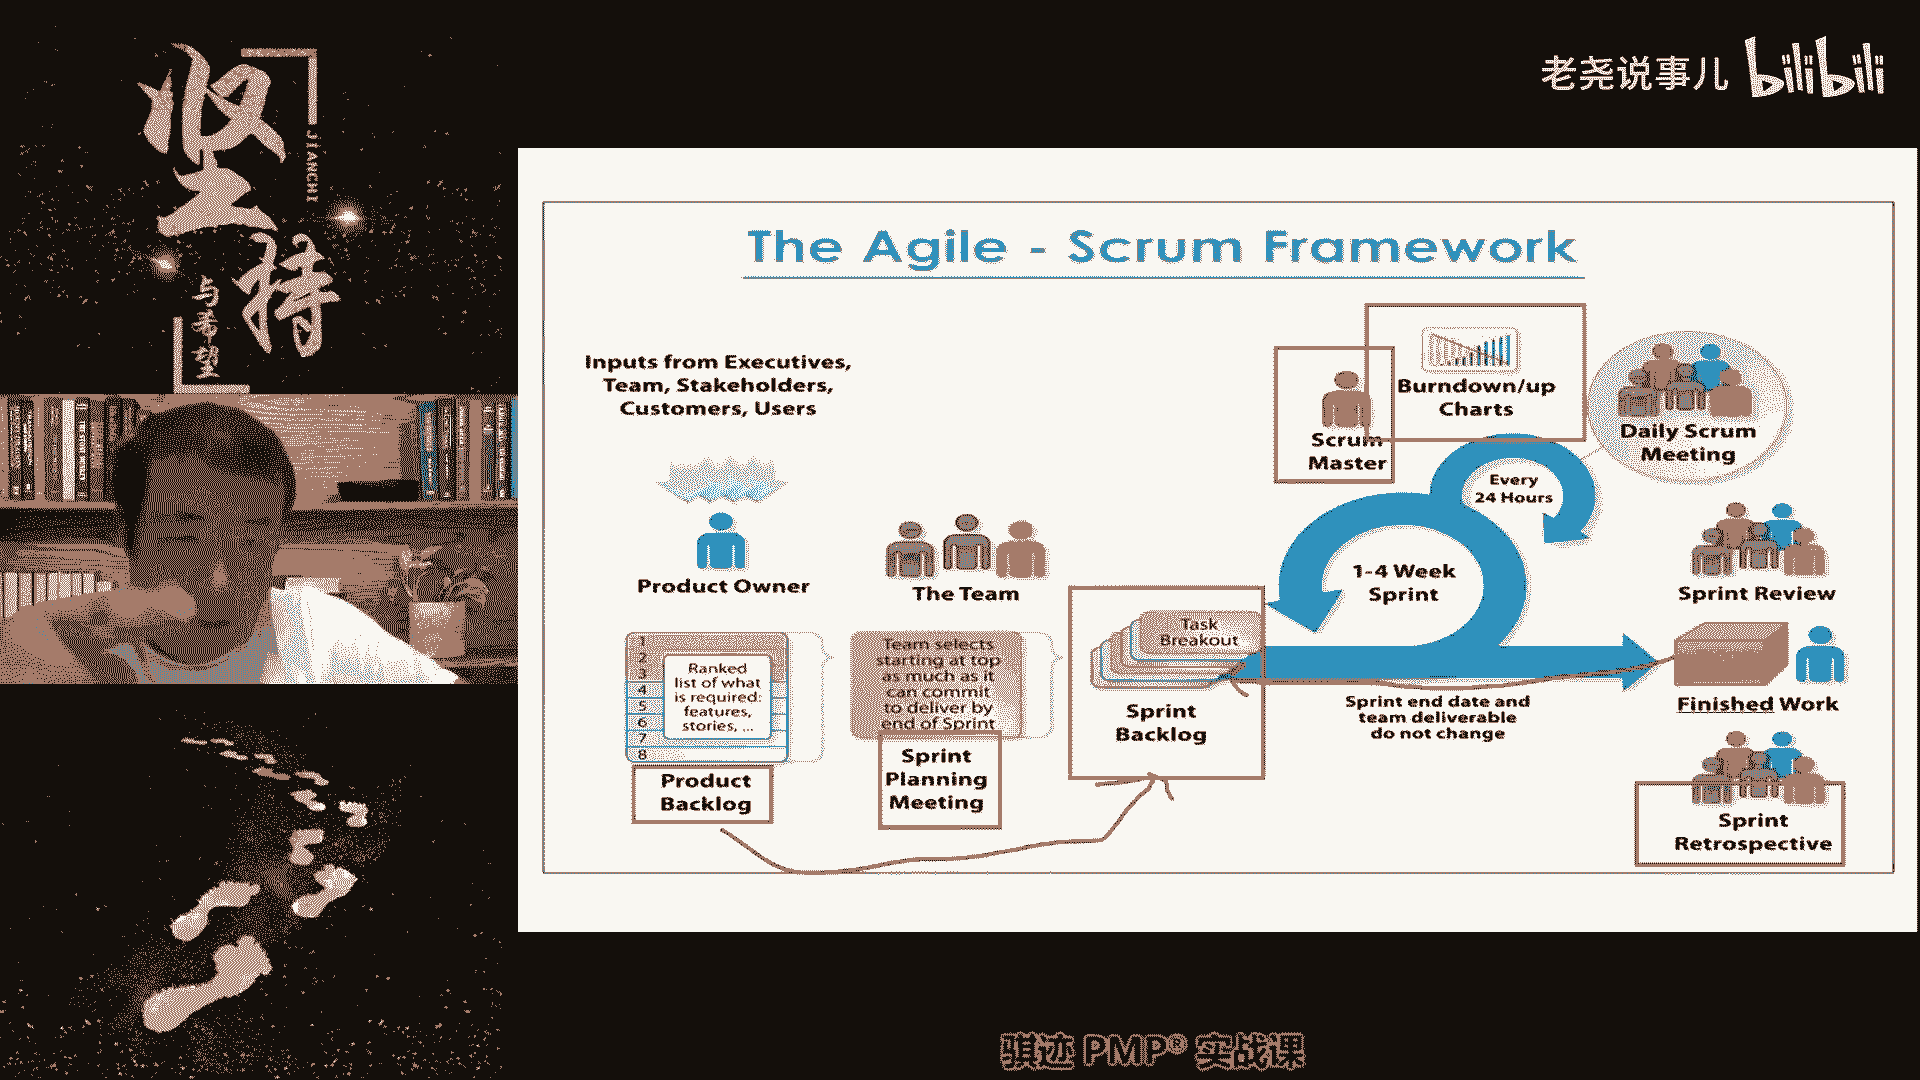 坚持
JIANCHI
与希望
老尧说事儿 bilibili
The Agile - Scrum Framework
Inputs from Executives,
Team, Stakeholders,
Customers, Users
Product Owner
The Team
1
2
3
4
5
6
7
8
Ranked
list of what
is required:
features,
stories, ...
Product
Backlog
Team selects
starting at top
as much as it
can commit
to deliver by
end of Sprint
Sprint
Planning
Meeting
Task
Breakout
Sprint
Backlog
Scrum
Master
Burndown/up
Charts
Every
24 Hours
1-4 Week
Sprint
Sprint end date and
team deliverable
do not change
Daily Scrum
Meeting
Sprint Review
Finished Work
Sprint
Retrospective
骐迹 PMP® 实战课